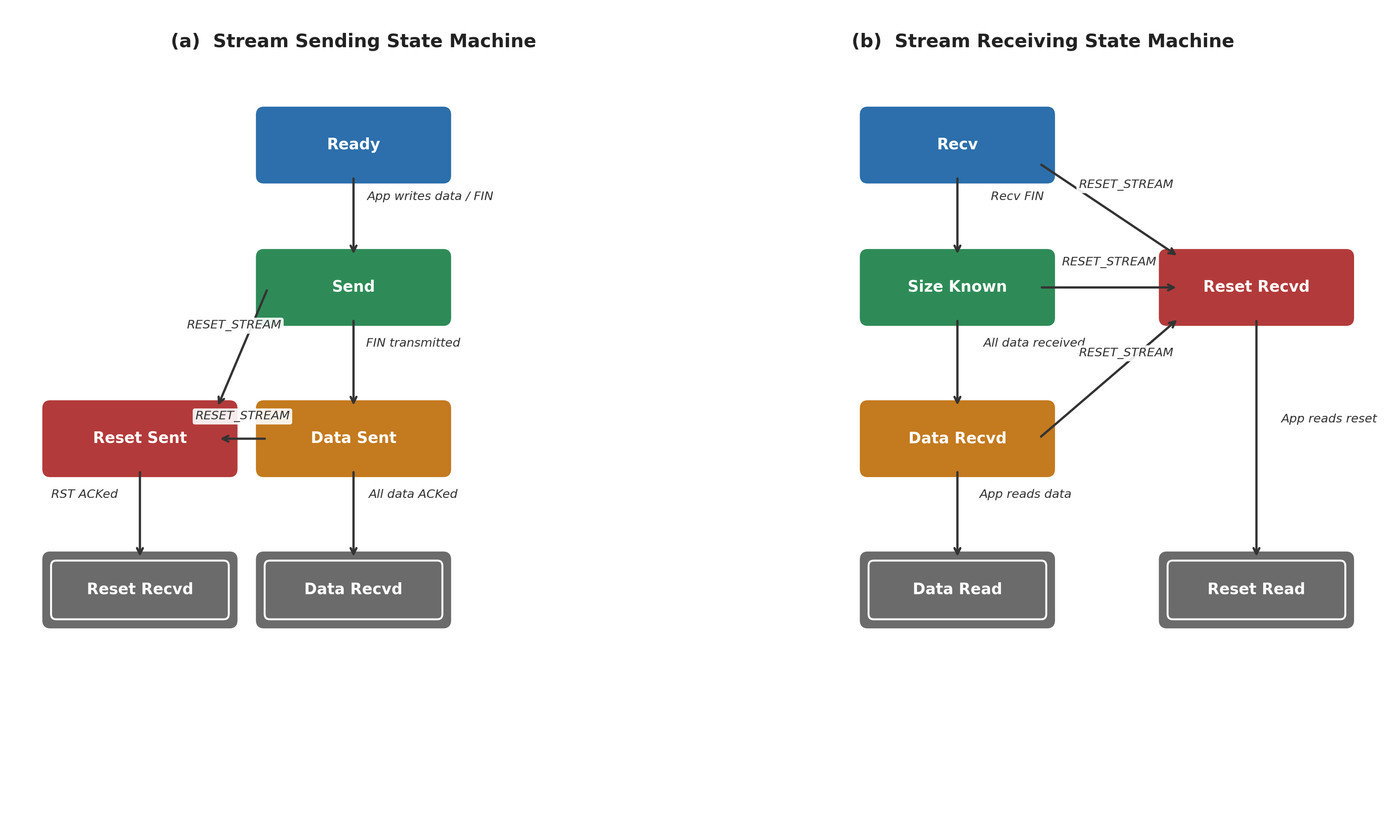 (a)  Stream Sending State Machine
Ready
App writes data / FIN
Send
RESET_STREAM
FIN transmitted
RESET_STREAM
Reset Sent
Data Sent
RST ACKed
All data ACKed
Reset Recvd
Data Recvd
(b)  Stream Receiving State Machine
Recv
RESET_STREAM
Recv FIN
RESET_STREAM
Size Known
Reset Recvd
All data received
RESET_STREAM
App reads reset
Data Recvd
App reads data
Data Read
Reset Read